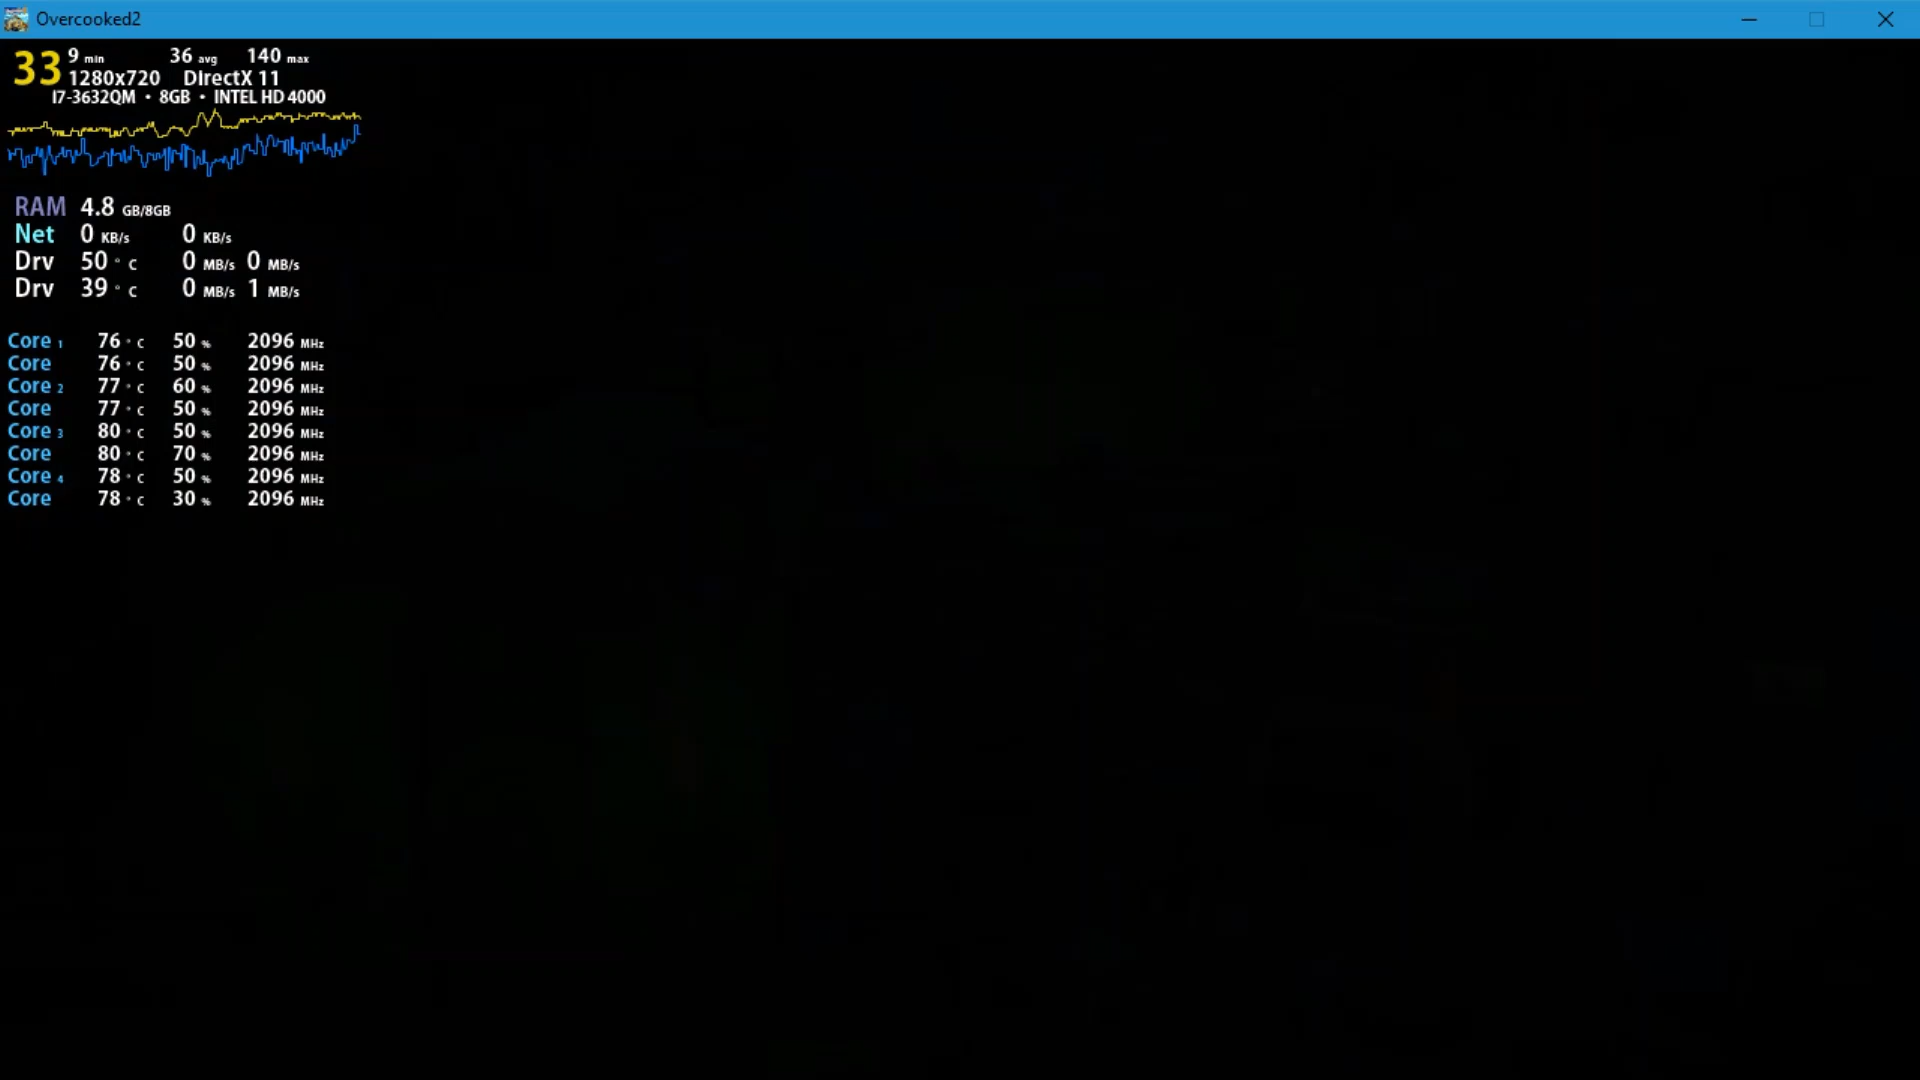 Overcooked2
33 9 min 36 avg 140 max
1280x720 DirectX 11
I7-3632QM • 8GB • INTEL HD 4000
RAM 4.8 GB/8GB
Net 0 KB/s 0 KB/s
Drv 50 °C 0 MB/s 0 MB/s
Drv 39 °C 0 MB/s 1 MB/s
Core 1 76 °C 50 % 2096 MHz
Core 76 °C 50 % 2096 MHz
Core 2 77 °C 60 % 2096 MHz
Core 77 °C 50 % 2096 MHz
Core 3 80 °C 50 % 2096 MHz
Core 80 °C 70 % 2096 MHz
Core 4 78 °C 50 % 2096 MHz
Core 78 °C 30 % 2096 MHz